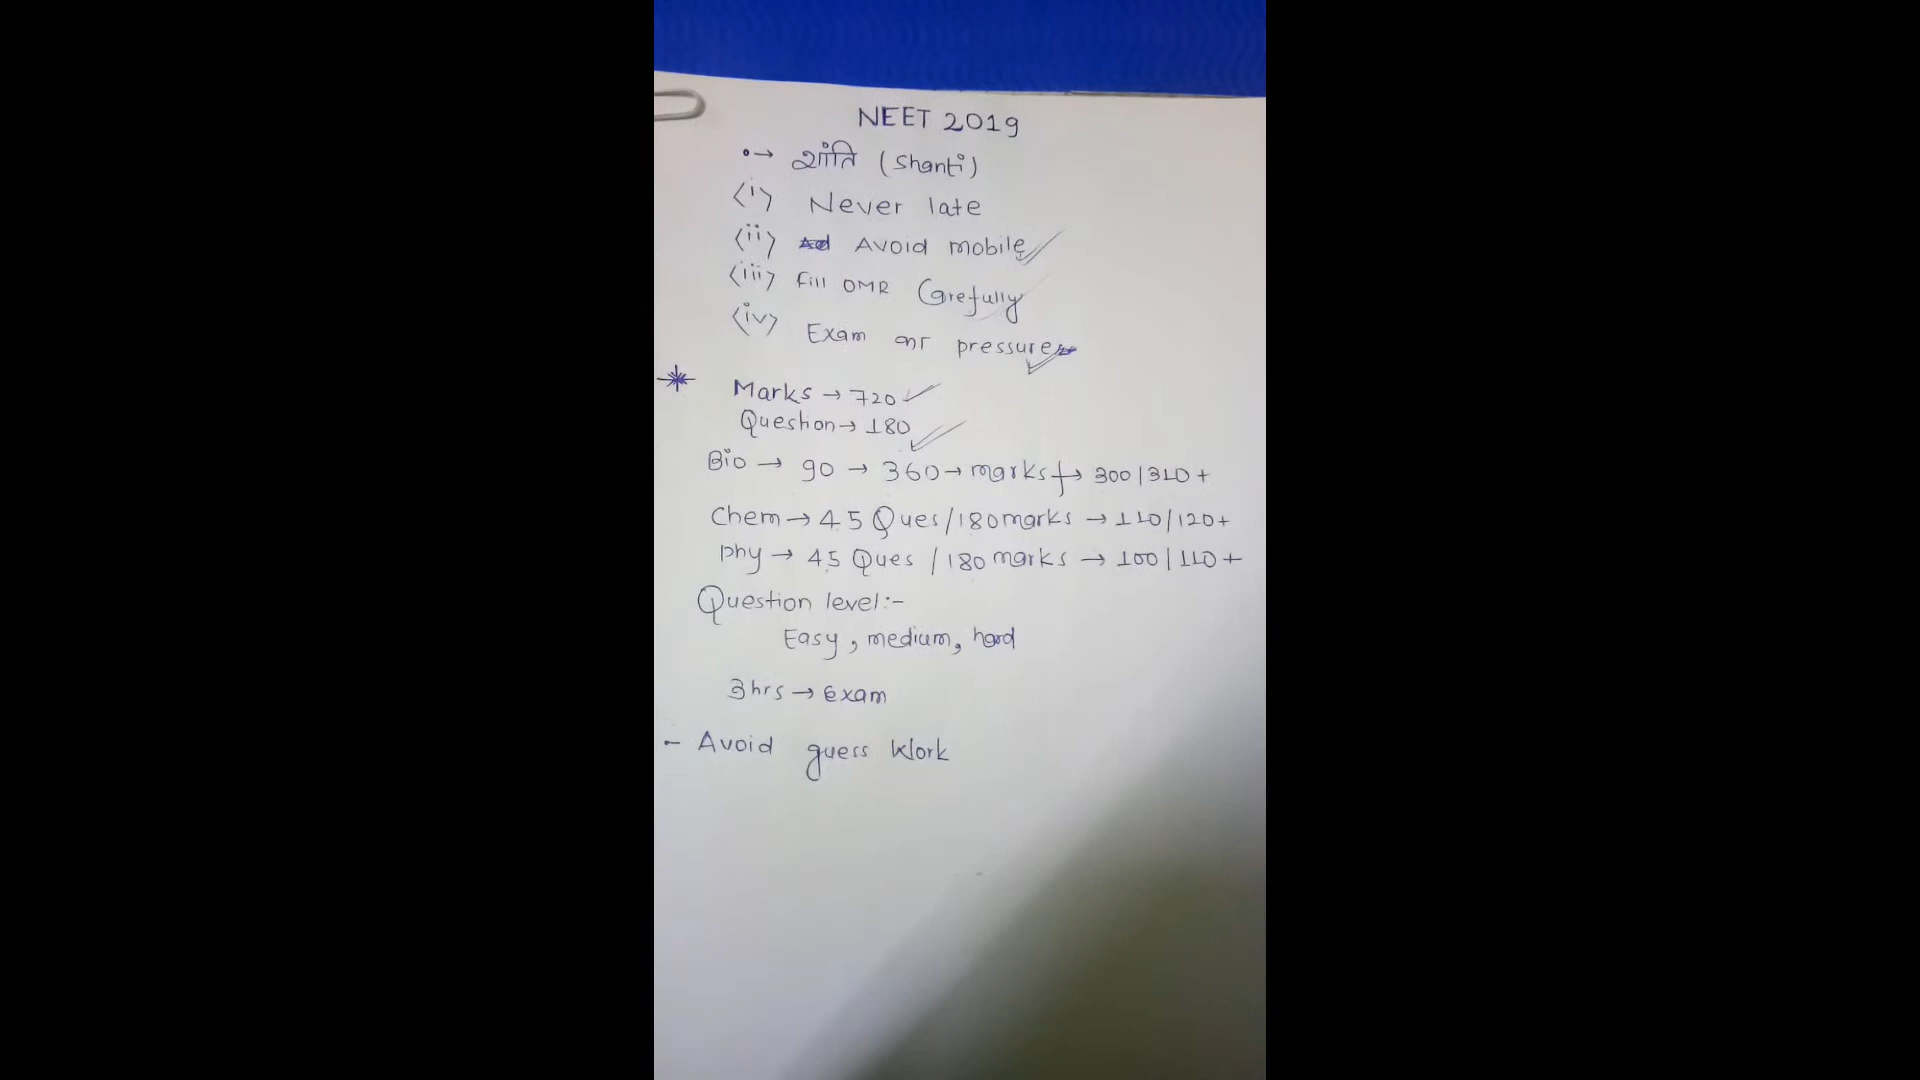 NEET 2019
•→ शांति (Shanti)
<i> Never late
<ii> Avoid mobile
<iii> Fill OMR Carefully
<iv> Exam का pressure
Marks → 720
Question → 180
Bio → 90 → 360 → marks → 300/310+
Chem → 45 Ques/180 marks → 110/120+
Phy → 45 Ques/180 marks → 100/110+
Question level:-
Easy, medium, hard
3hrs → Exam
- Avoid guess Work